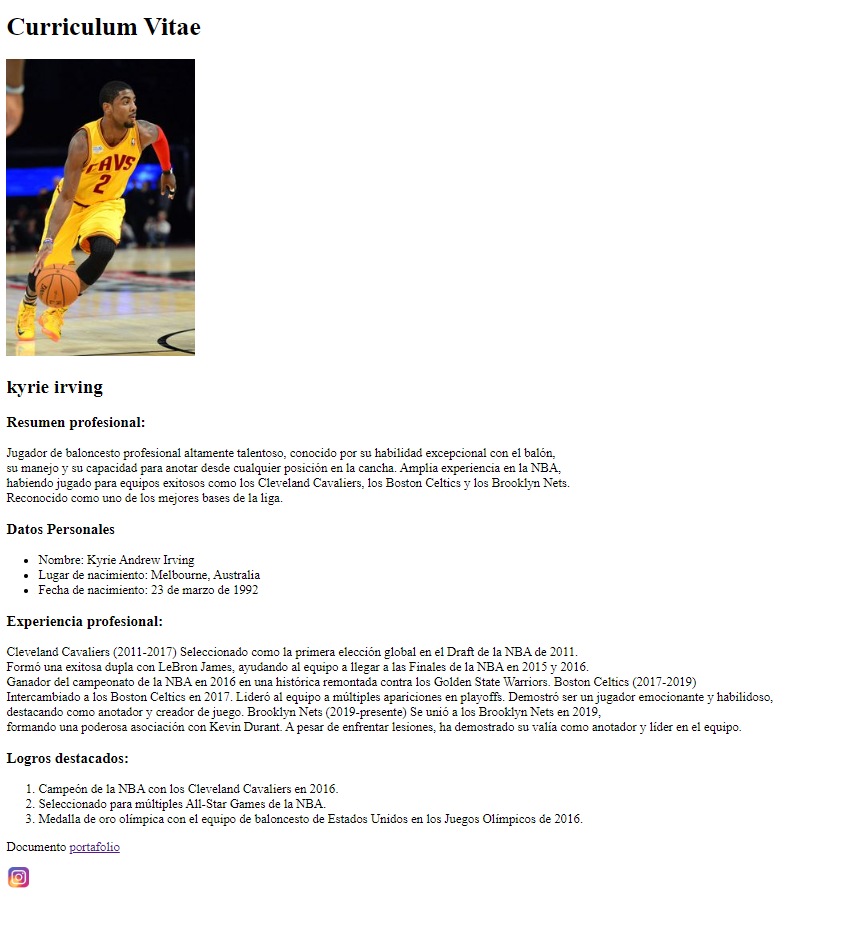 Curriculum Vitae
CAVS
2
kyrie irving
Resumen profesional:
Jugador de baloncesto profesional altamente talentoso, conocido por su habilidad excepcional con el balón,
su manejo y su capacidad para anotar desde cualquier posición en la cancha. Amplia experiencia en la NBA,
habiendo jugado para equipos exitosos como los Cleveland Cavaliers, los Boston Celtics y los Brooklyn Nets.
Reconocido como uno de los mejores bases de la liga.
Datos Personales
• Nombre: Kyrie Andrew Irving
• Lugar de nacimiento: Melbourne, Australia
• Fecha de nacimiento: 23 de marzo de 1992
Experiencia profesional:
Cleveland Cavaliers (2011-2017) Seleccionado como la primera elección global en el Draft de la NBA de 2011.
Formó una exitosa dupla con LeBron James, ayudando al equipo a llegar a las Finales de la NBA en 2015 y 2016.
Ganador del campeonato de la NBA en 2016 en una histórica remontada contra los Golden State Warriors. Boston Celtics (2017-2019)
Intercambiado a los Boston Celtics en 2017. Lideró al equipo a múltiples apariciones en playoffs. Demostró ser un jugador emocionante y habilidoso,
destacando como anotador y creador de juego. Brooklyn Nets (2019-presente) Se unió a los Brooklyn Nets en 2019,
formando una poderosa asociación con Kevin Durant. A pesar de enfrentar lesiones, ha demostrado su valía como anotador y líder en el equipo.
Logros destacados:
1. Campeón de la NBA con los Cleveland Cavaliers en 2016.
2. Seleccionado para múltiples All-Star Games de la NBA.
3. Medalla de oro olímpica con el equipo de baloncesto de Estados Unidos en los Juegos Olímpicos de 2016.
Documento portafolio